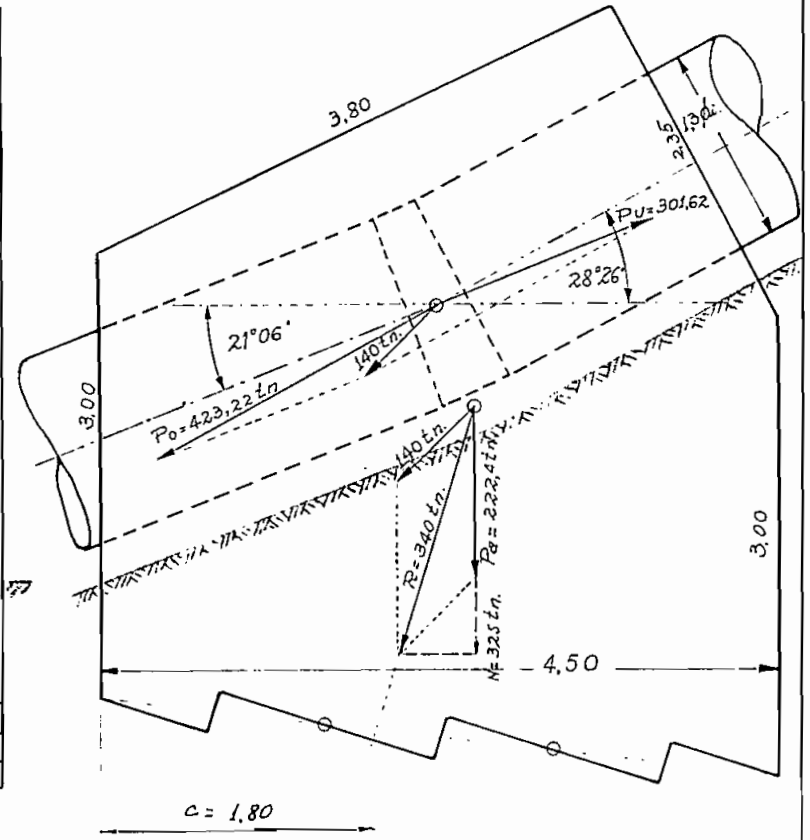 3,80
2,35
1,30
Pu=301,62
28°26'
21°06'
140 tn.
Po=423,22 tn
3,00
140 tn.
R=340 tn.
Pa=222,4 tn.
N=325 tn.
3,00
4,50
c = 1,80